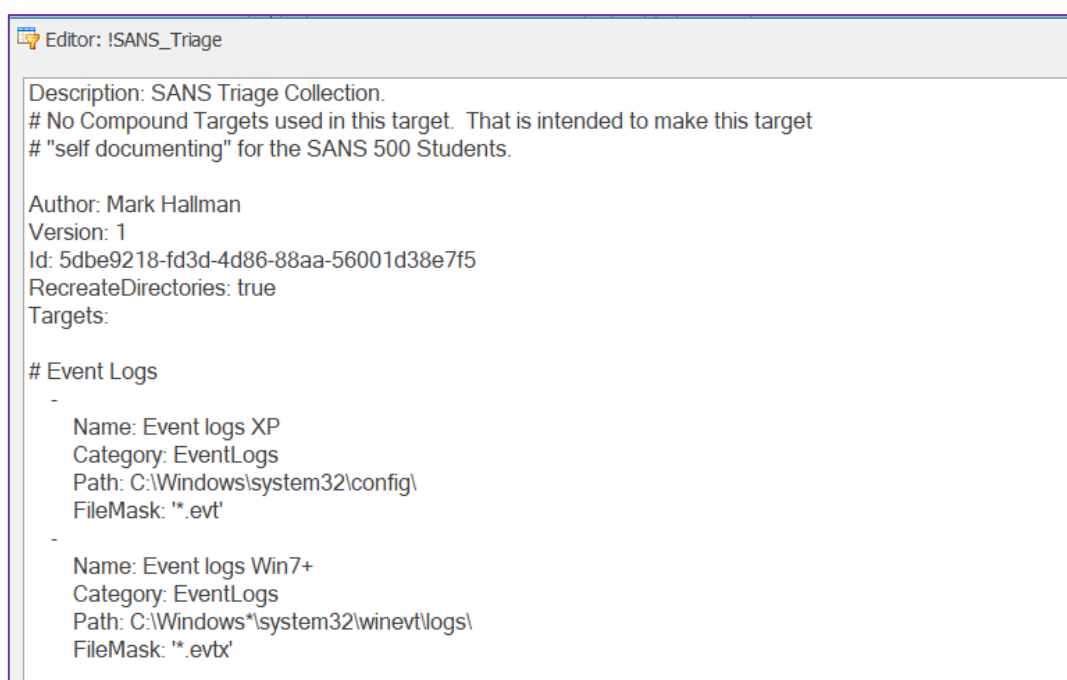 Editor: !SANS_Triage
Description: SANS Triage Collection.
# No Compound Targets used in this target.  That is intended to make this target
# "self documenting" for the SANS 500 Students.
Author: Mark Hallman
Version: 1
Id: 5dbe9218-fd3d-4d86-88aa-56001d38e7f5
RecreateDirectories: true
Targets:
# Event Logs
-
Name: Event logs XP
Category: EventLogs
Path: C:\Windows\system32\config\
FileMask: '*.evt'
-
Name: Event logs Win7+
Category: EventLogs
Path: C:\Windows*\system32\winevt\logs\
FileMask: '*.evtx'